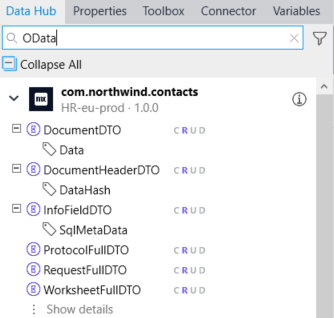 Data Hub Properties Toolbox Connector Variables
OData
Collapse All
mx com.northwind.contacts
HR-eu-prod · 1.0.0
DocumentDTO CRUD
Data
DocumentHeaderDTO CRUD
DataHash
InfoFieldDTO CRUD
SqlMetaData
ProtocolFullDTO CRUD
RequestFullDTO CRUD
WorksheetFullDTO CRUD
Show details